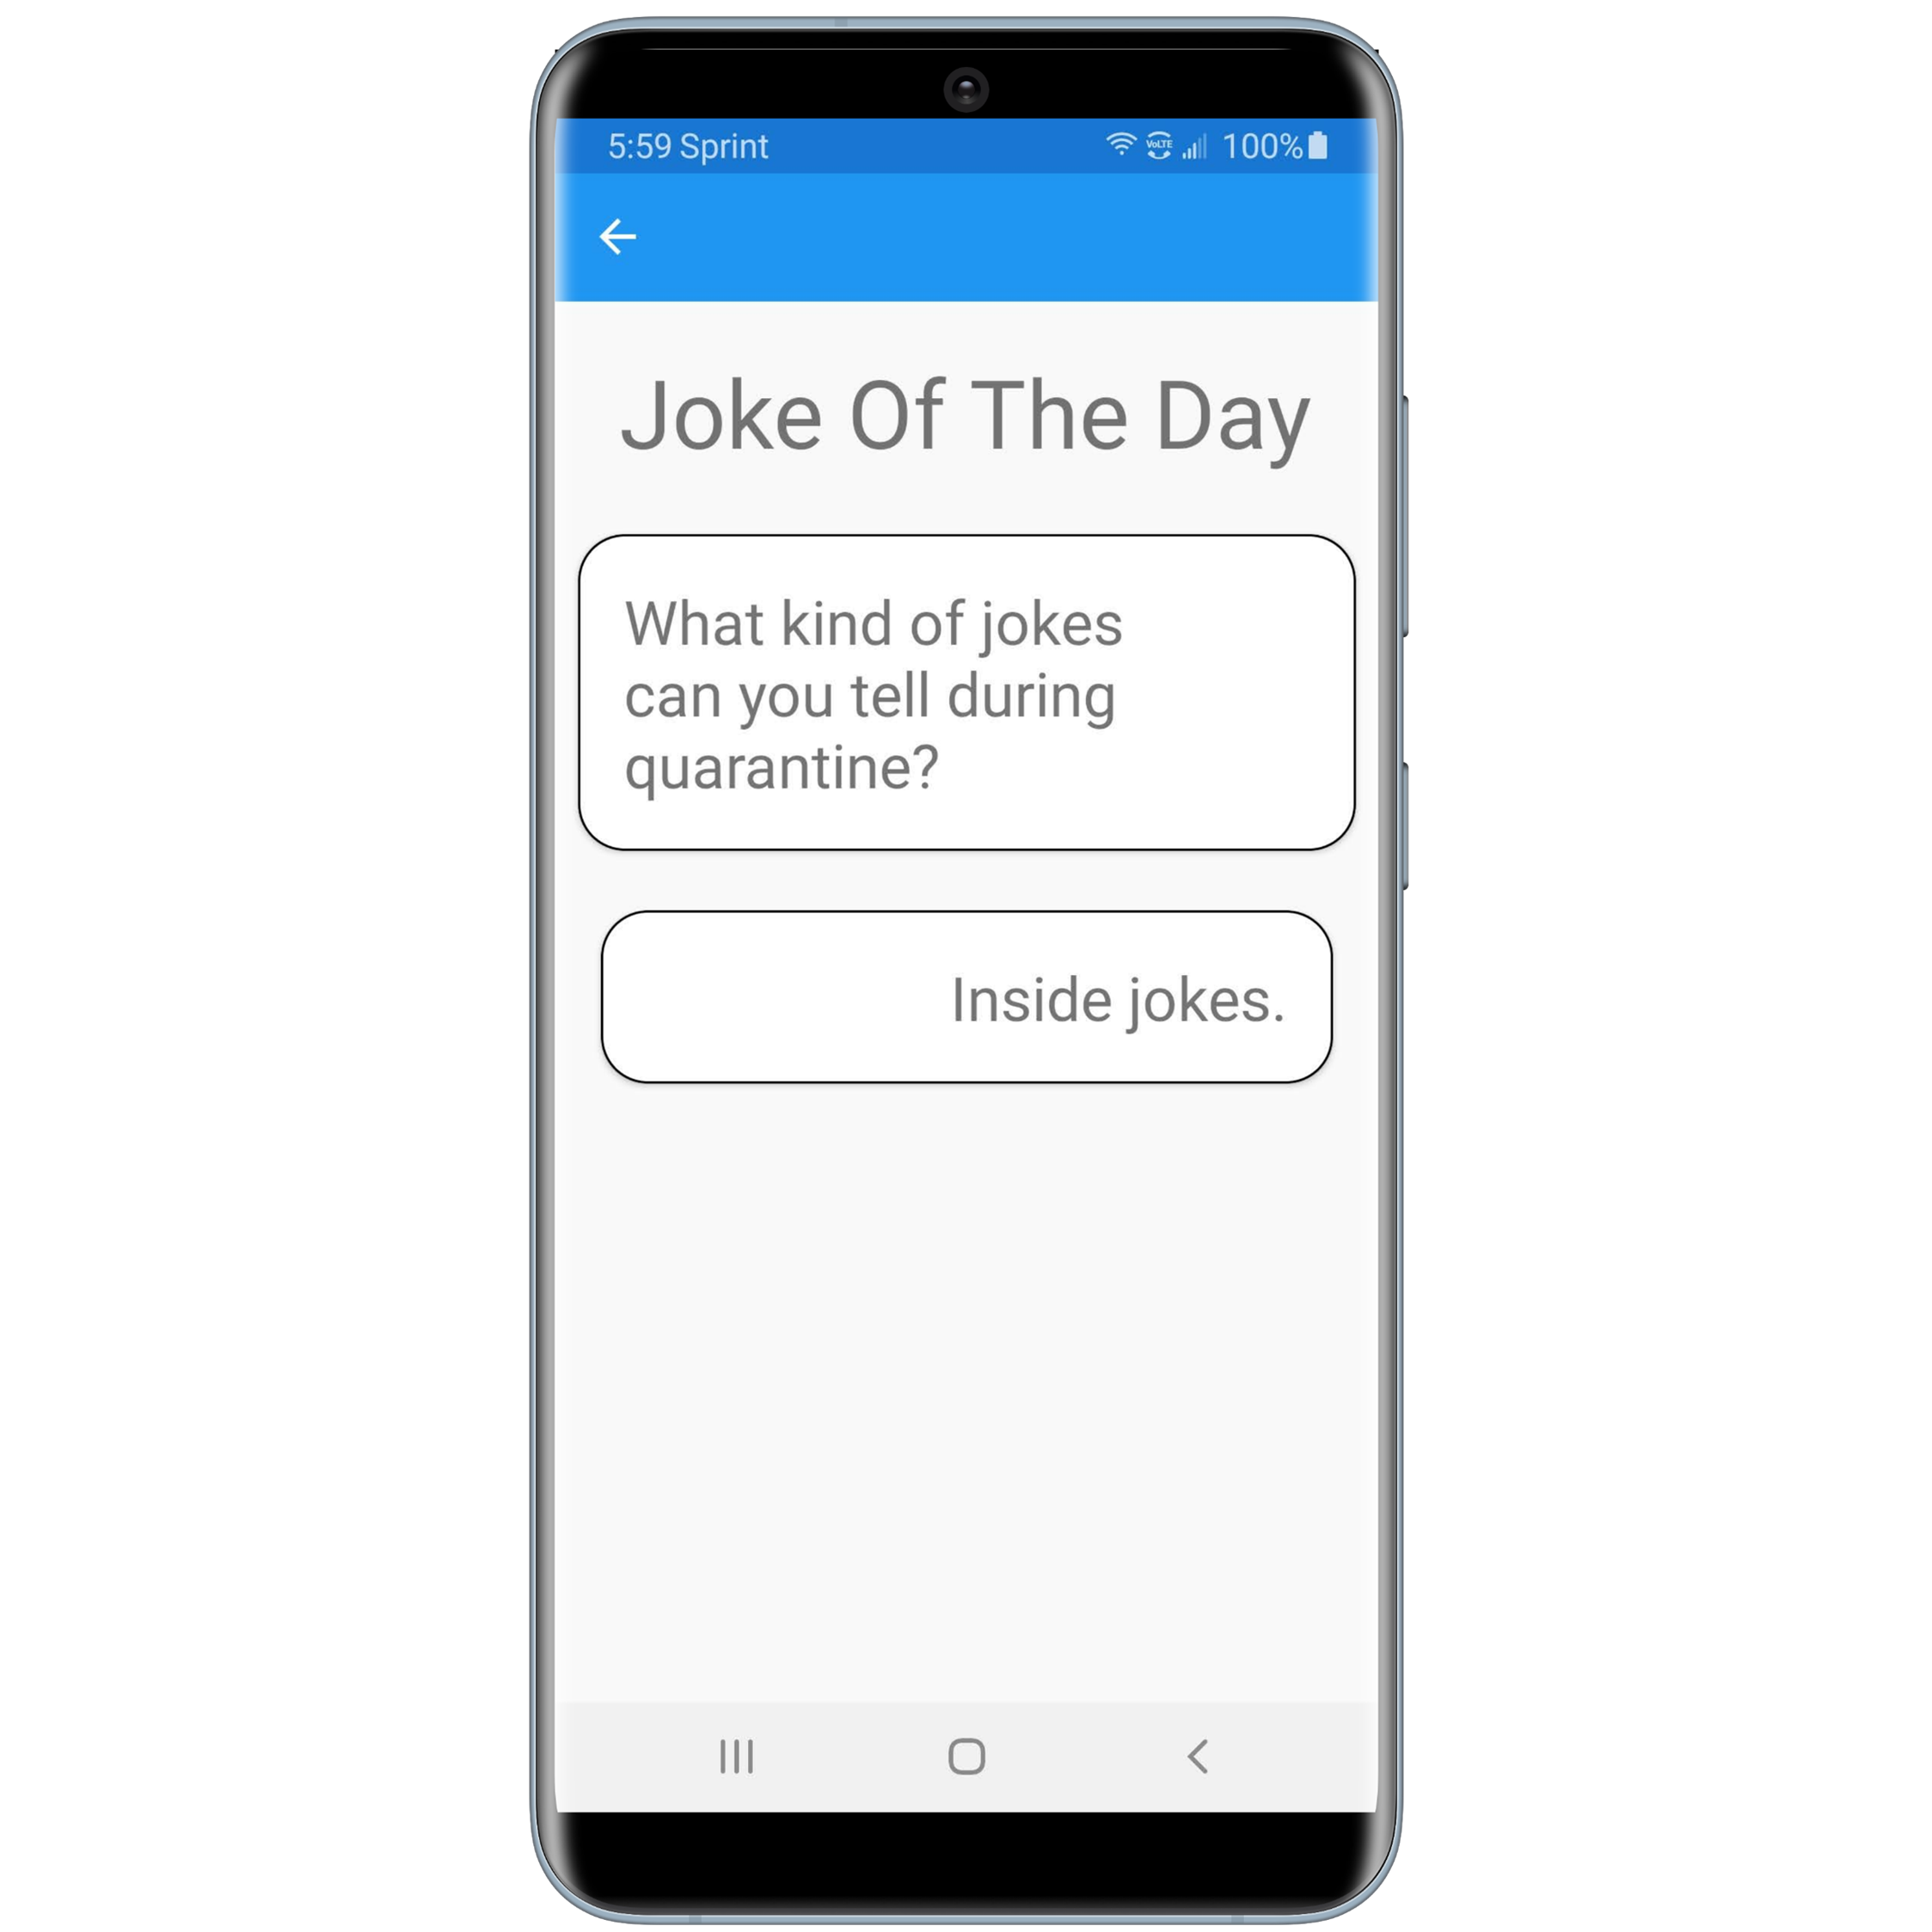 5:59 Sprint VoLTE 100%
Joke Of The Day
What kind of jokes
can you tell during
quarantine?
Inside jokes.